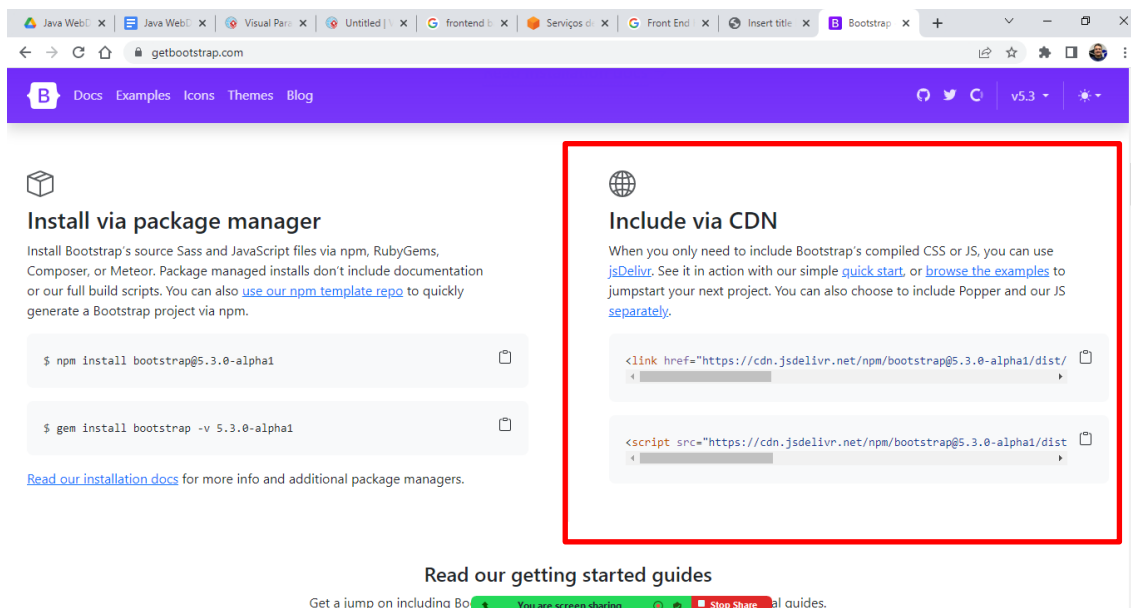 Java WebD
Java WebD
Visual Para
Untitled | V
frontend b
Serviços de
Front End
Insert title
Bootstrap
getbootstrap.com
B Docs Examples Icons Themes Blog
v5.3
Install via package manager
Install Bootstrap's source Sass and JavaScript files via npm, RubyGems,
Composer, or Meteor. Package managed installs don't include documentation
or our full build scripts. You can also use our npm template repo to quickly
generate a Bootstrap project via npm.
$ npm install bootstrap@5.3.0-alpha1
$ gem install bootstrap -v 5.3.0-alpha1
Read our installation docs for more info and additional package managers.
Include via CDN
When you only need to include Bootstrap's compiled CSS or JS, you can use
jsDelivr. See it in action with our simple quick start, or browse the examples to
jumpstart your next project. You can also choose to include Popper and our JS
separately.
<link href="https://cdn.jsdelivr.net/npm/bootstrap@5.3.0-alpha1/dist/
<script src="https://cdn.jsdelivr.net/npm/bootstrap@5.3.0-alpha1/dist
Read our getting started guides
Get a jump on including Bo
al guides.
You are screen sharing
Stop Share